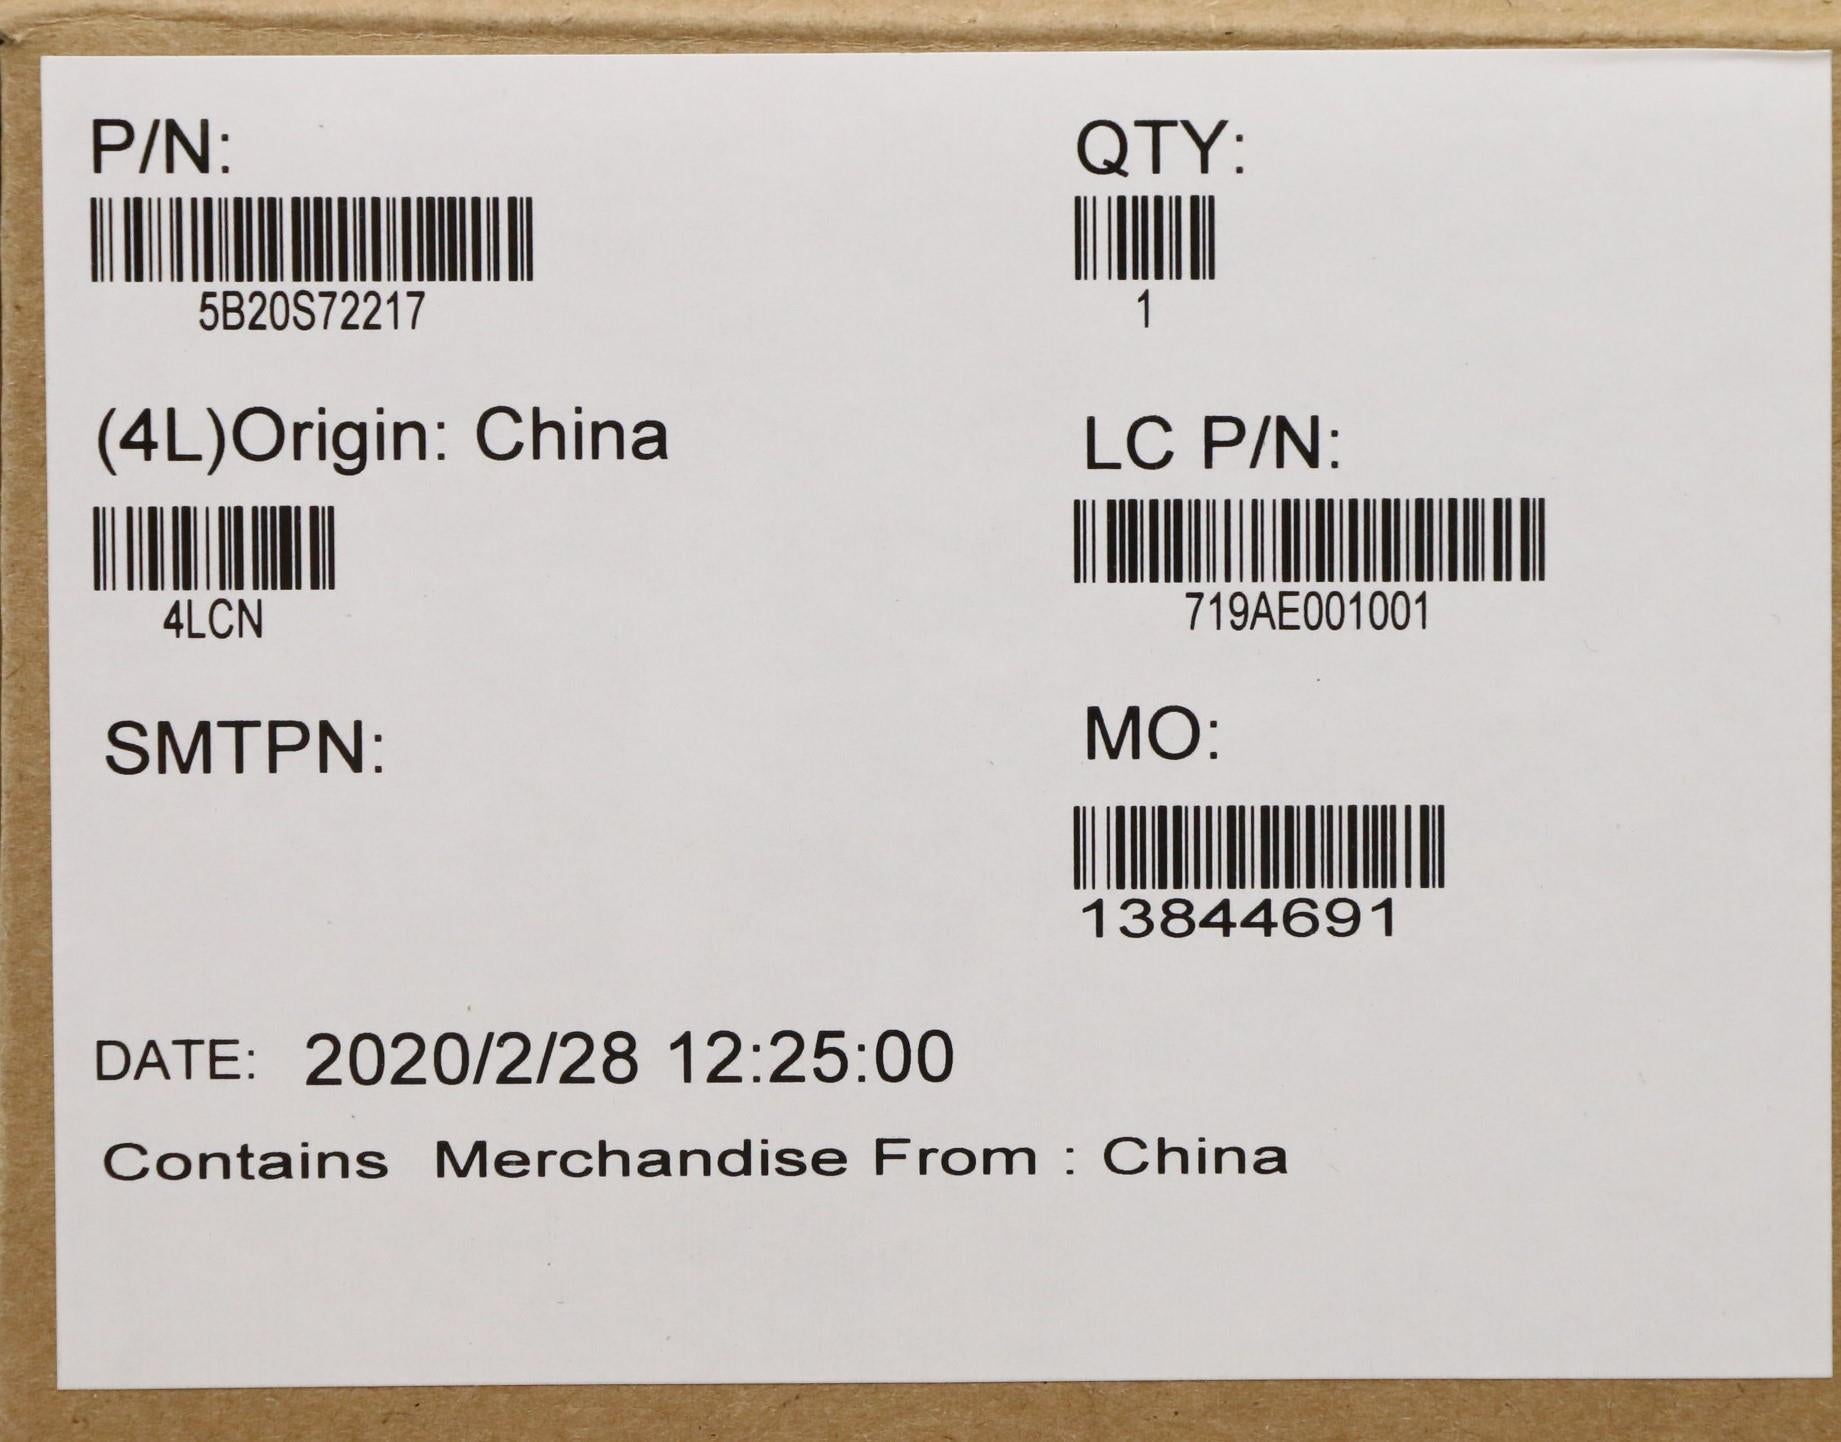 P/N:
5B20S72217
QTY:
1
(4L)Origin: China
4LCN
LC P/N:
719AE001001
SMTPN:
MO:
13844691
DATE: 2020/2/28 12:25:00
Contains Merchandise From : China